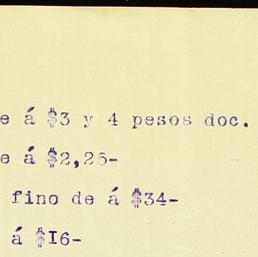 e á $3 y 4 pesos doc.
e á $2,25-
fino de á $34-
á $I6-